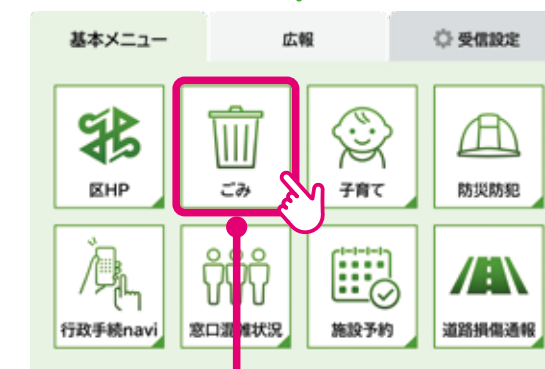 基本メニュー
広報
受信設定
区HP
ごみ
子育て
防災防犯
行政手続navi
窓口混雑状況
施設予約
道路損傷通報